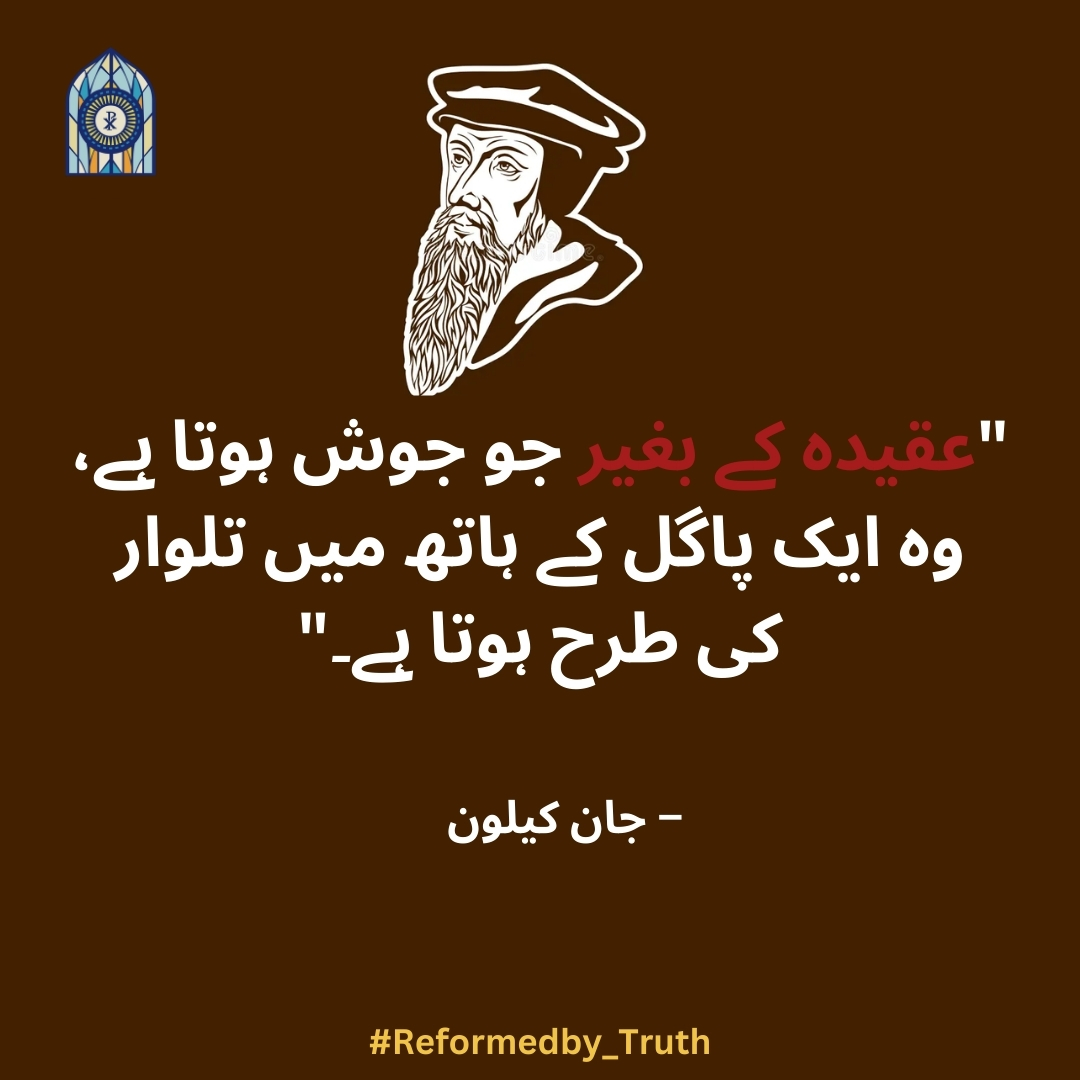 "عقیدہ کے بغیر جو جوش ہوتا ہے،
وہ ایک پاگل کے ہاتھ میں تلوار
کی طرح ہوتا ہے۔"
– جان کیلون
#Reformedby_Truth